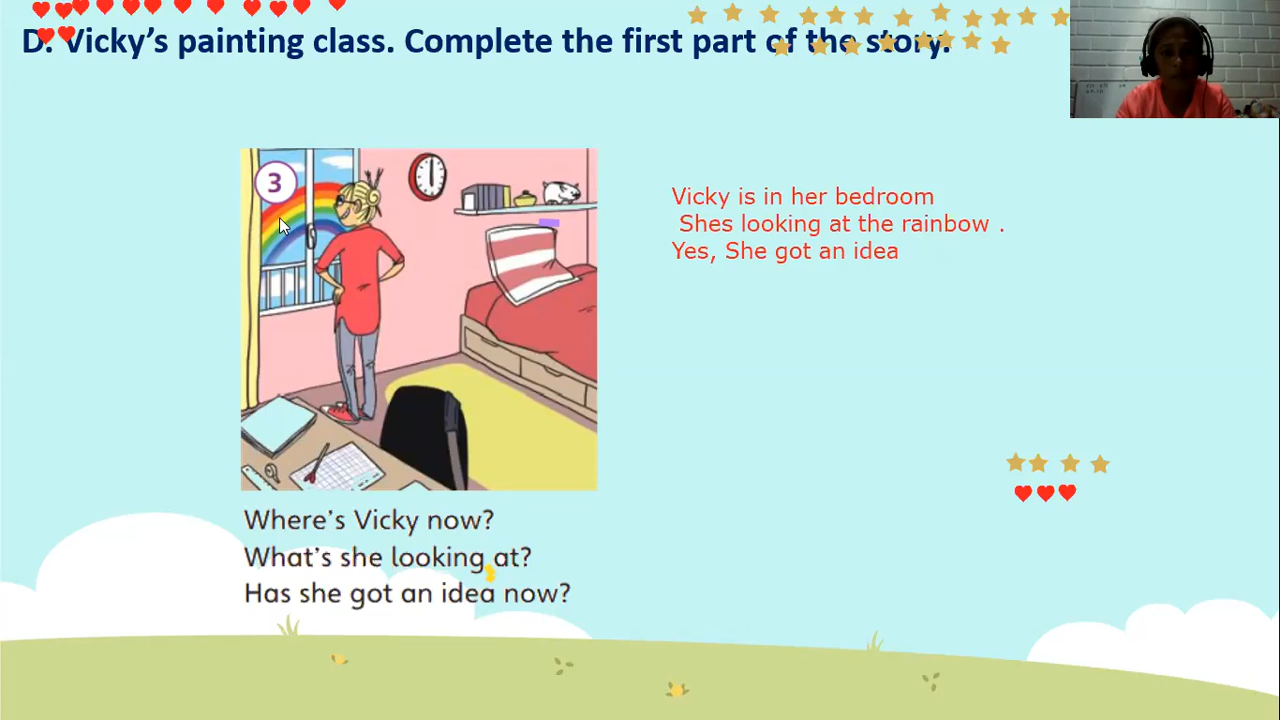 D. Vicky's painting class. Complete the first part of the story.
3
Vicky is in her bedroom
Shes looking at the rainbow .
Yes, She got an idea
Where's Vicky now?
What's she looking at?
Has she got an idea now?